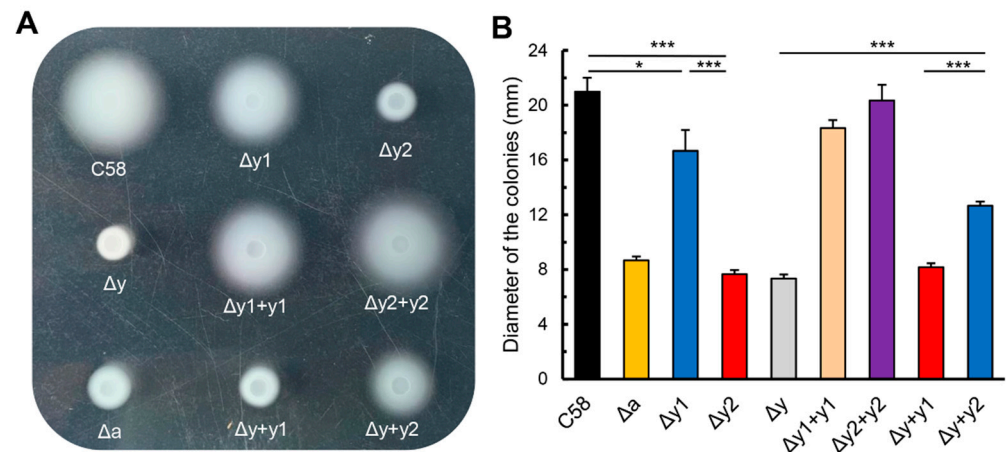 A
C58
Δy1
Δy2
Δy
Δy1+y1
Δy2+y2
Δa
Δy+y1
Δy+y2
B
Diameter of the colonies (mm)
24
20
16
12
8
4
0
***
*
***
***
***
C58
Δa
Δy1
Δy2
Δy
Δy1+y1
Δy2+y2
Δy+y1
Δy+y2